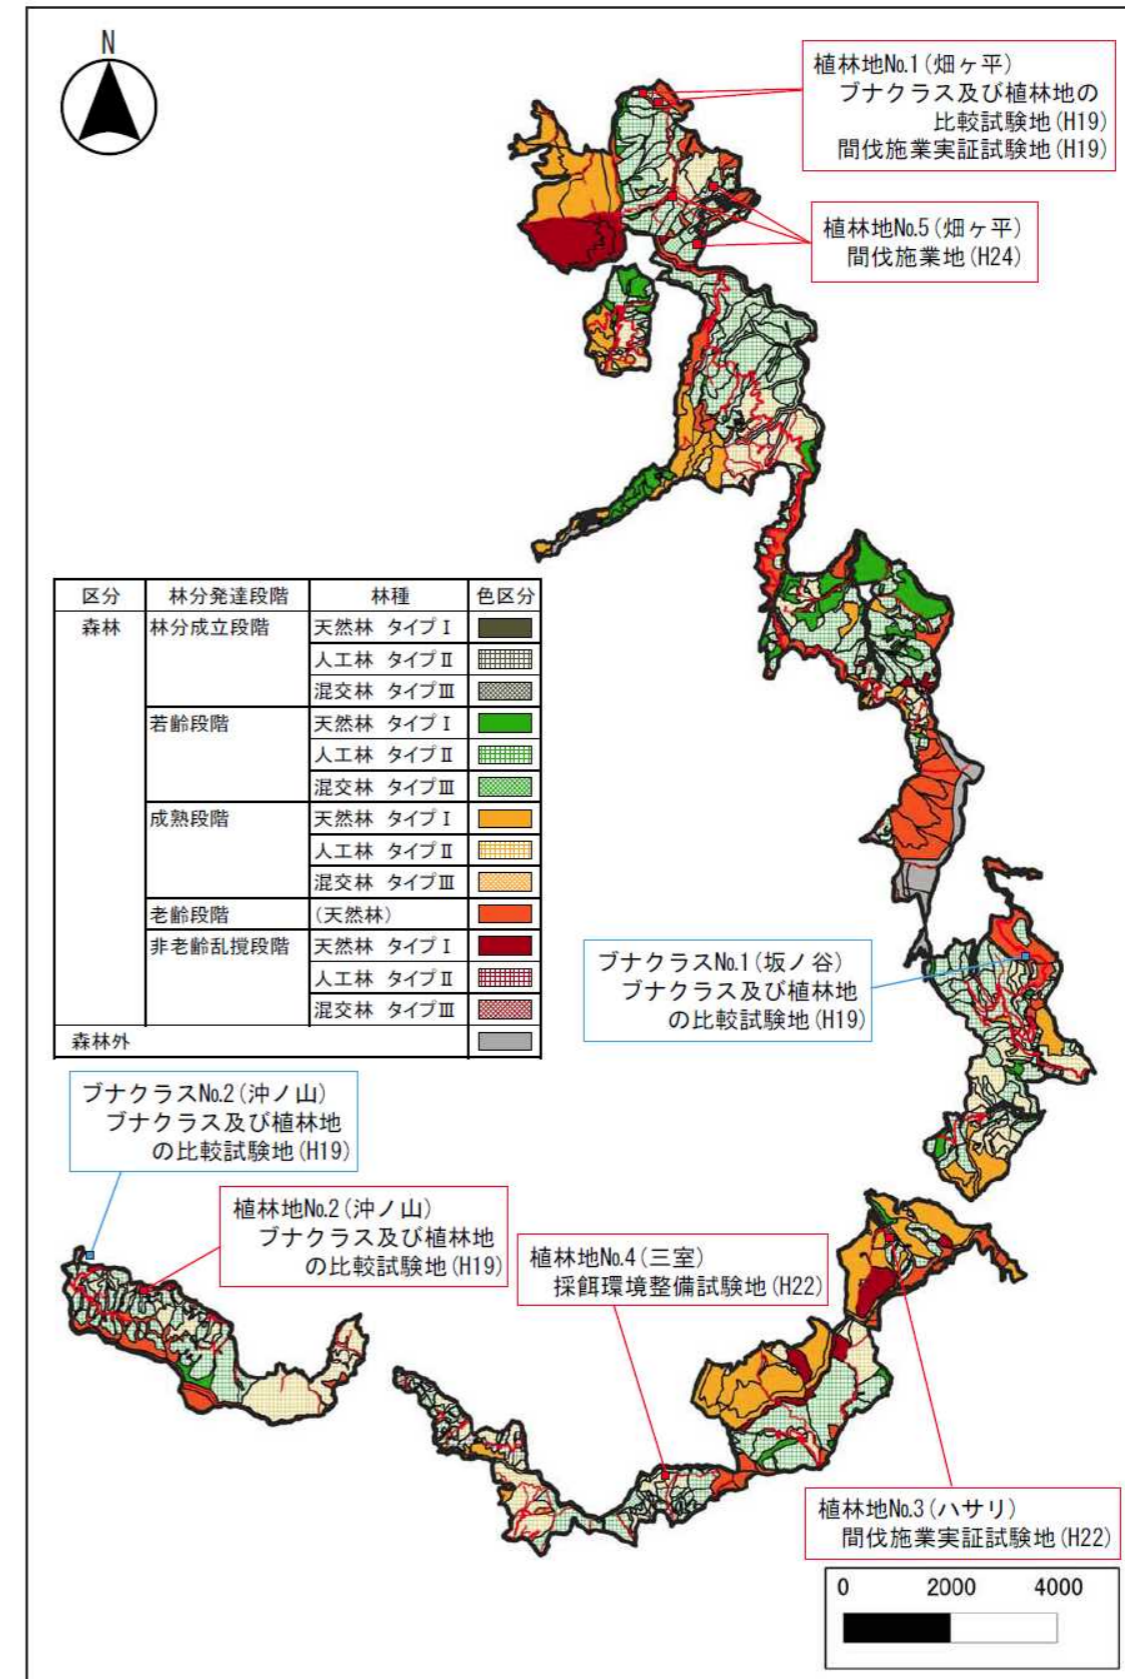 N
植林地No.1(畑ヶ平)
ブナクラス及び植林地の
比較試験地(H19)
間伐施業実証試験地(H19)
植林地No.5(畑ヶ平)
間伐施業地(H24)
区分 林分発達段階 林種 色区分
森林 林分成立段階 天然林 タイプⅠ
人工林 タイプⅡ
混交林 タイプⅢ
若齢段階 天然林 タイプⅠ
人工林 タイプⅡ
混交林 タイプⅢ
成熟段階 天然林 タイプⅠ
人工林 タイプⅡ
混交林 タイプⅢ
老齢段階 (天然林)
非老齢乱撹段階 天然林 タイプⅠ
人工林 タイプⅡ
混交林 タイプⅢ
森林外
ブナクラスNo.1(坂ノ谷)
ブナクラス及び植林地
の比較試験地(H19)
ブナクラスNo.2(沖ノ山)
ブナクラス及び植林地
の比較試験地(H19)
植林地No.2(沖ノ山)
ブナクラス及び植林地
の比較試験地(H19)
植林地No.4(三室)
採餌環境整備試験地(H22)
植林地No.3(ハサリ)
間伐施業実証試験地(H22)
0 2000 4000